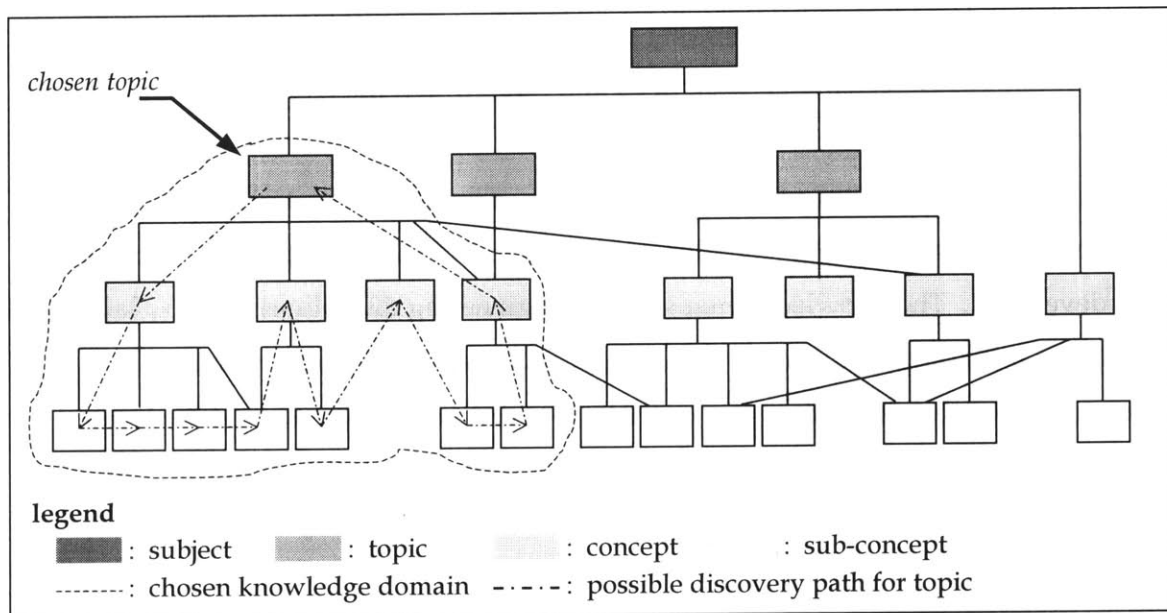 chosen topic
legend
: subject : topic : concept : sub-concept
: chosen knowledge domain : possible discovery path for topic